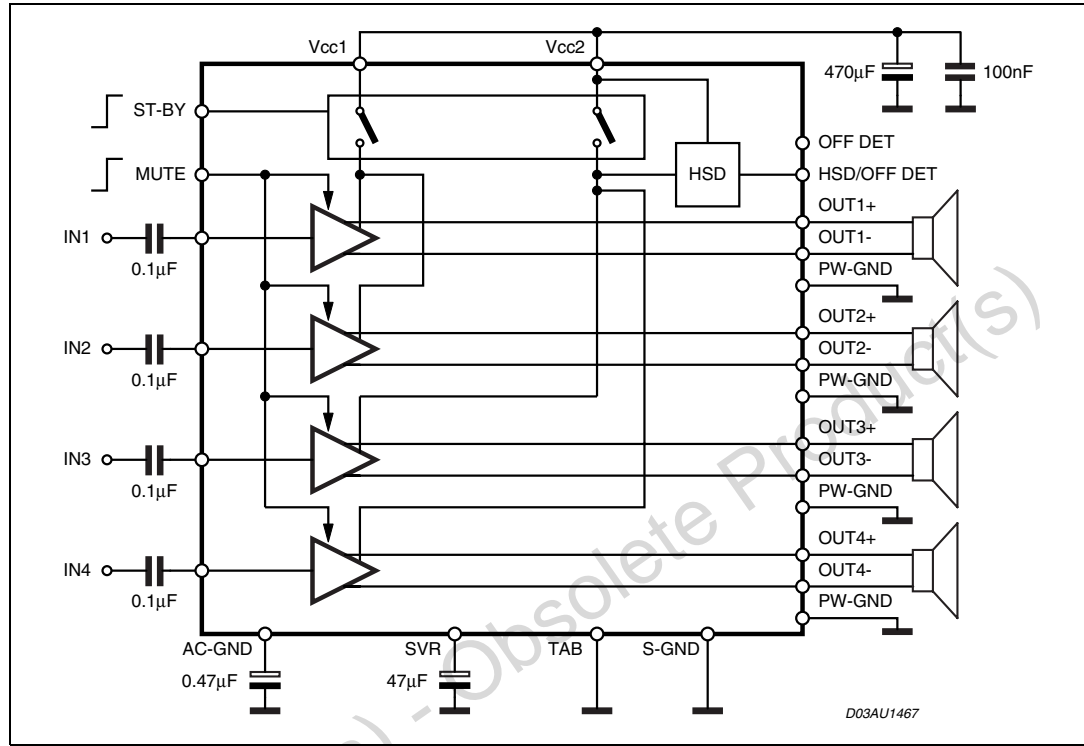 Vcc1
Vcc2
470μF
100nF
ST-BY
OFF DET
MUTE
HSD
HSD/OFF DET
OUT1+
IN1
OUT1-
0.1μF
PW-GND
OUT2+
IN2
OUT2-
0.1μF
PW-GND
OUT3+
IN3
OUT3-
0.1μF
PW-GND
OUT4+
IN4
OUT4-
0.1μF
PW-GND
AC-GND
SVR
TAB
S-GND
0.47μF
47μF
D03AU1467
) - Obsolete Product(s)